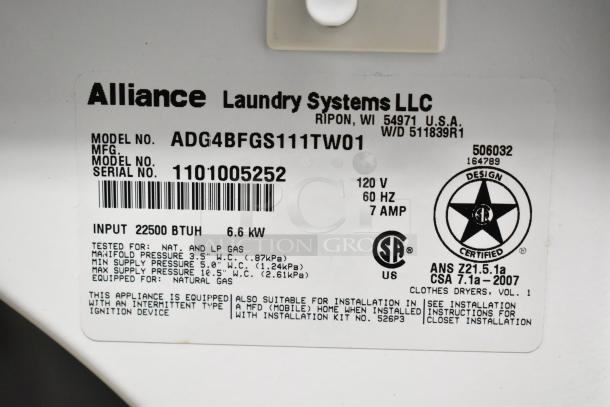 Alliance Laundry Systems LLC
RIPON, WI 54971 U.S.A.
W/D 511839R1
MODEL NO. ADG4BFGS111TW01
MFG.
MODEL NO.
SERIAL NO. 1101005252
506032
164789
120 V
60 HZ
7 AMP
DESIGN
CERTIFIED
INPUT 22500 BTUH 6.6 kW
PCI
AUCTION GROUP
TESTED FOR: NAT. AND LP GAS
MANIFOLD PRESSURE 3.5" W.C. (.87kPa)
MIN SUPPLY PRESSURE 5.0" W.C. (1.24kPa)
MAX SUPPLY PRESSURE 10.5" W.C. (2.61kPa)
EQUIPPED FOR: NATURAL GAS
SA
®
US
ANS Z21.5.1a
CSA 7.1a-2007
CLOTHES DRYERS. VOL. 1
THIS APPLIANCE IS EQUIPPED
WITH AN INTERMITTENT TYPE
IGNITION DEVICE
ALSO SUITABLE FOR INSTALLATION IN
A MFD (MOBILE) HOME WHEN INSTALLED
WITH INSTALLATION KIT NO. 526P3
SEE INSTALLATION
INSTRUCTIONS FOR
CLOSET INSTALLATION